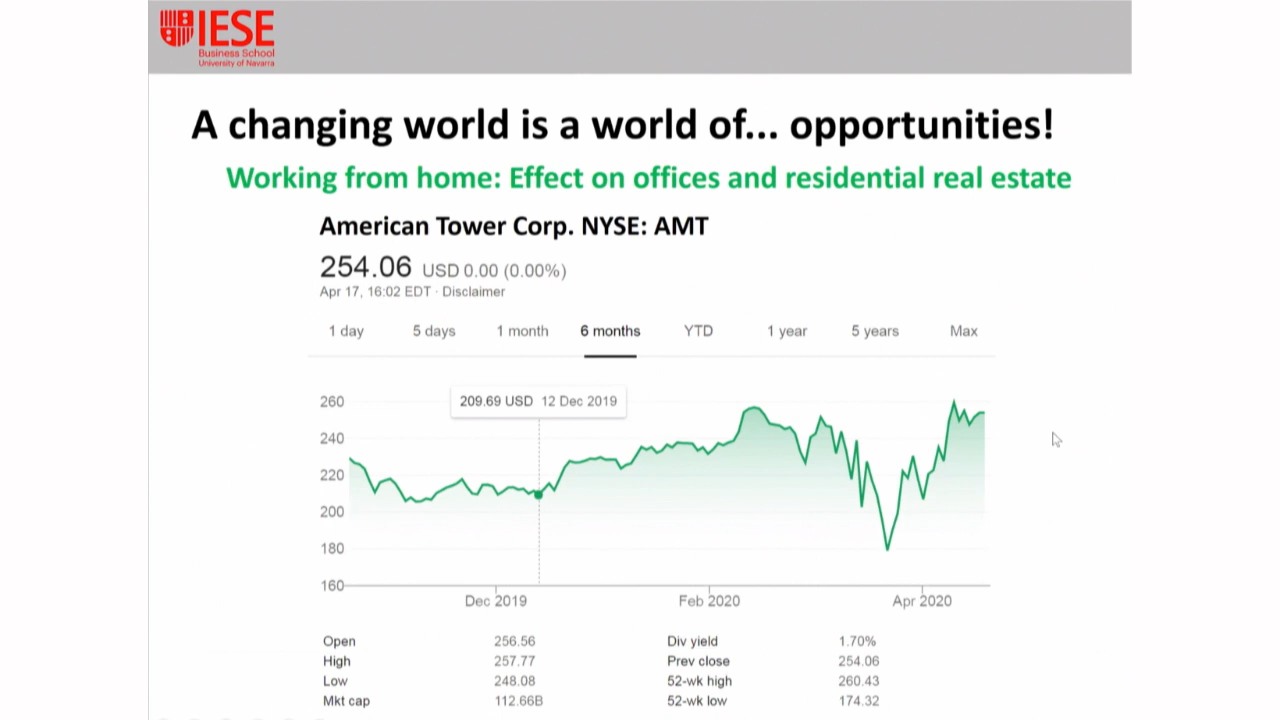 IESE
Business School
University of Navarra
A changing world is a world of... opportunities!
Working from home: Effect on offices and residential real estate
American Tower Corp. NYSE: AMT
254.06 USD 0.00 (0.00%)
Apr 17, 16:02 EDT · Disclaimer
1 day 5 days 1 month 6 months YTD 1 year 5 years Max
209.69 USD 12 Dec 2019
260
240
220
200
180
160
Dec 2019 Feb 2020 Apr 2020
Open 256.56 Div yield 1.70%
High 257.77 Prev close 254.06
Low 248.08 52-wk high 260.43
Mkt cap 112.66B 52-wk low 174.32